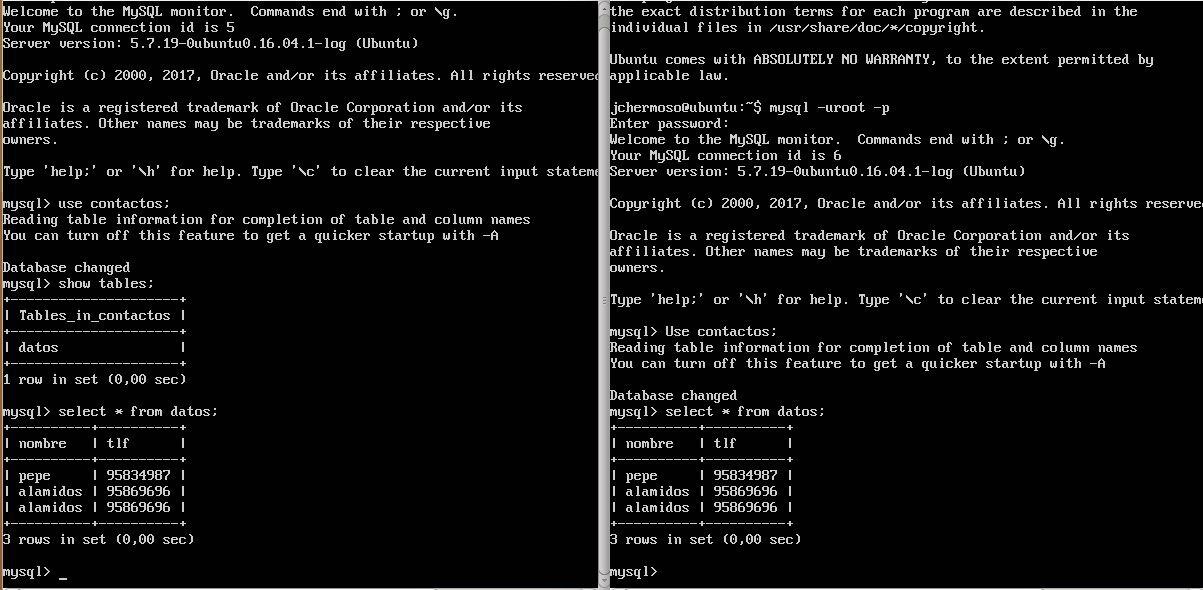 Welcome to the MySQL monitor.  Commands end with ; or \g.
Your MySQL connection id is 5
Server version: 5.7.19-0ubuntu0.16.04.1-log (Ubuntu)
Copyright (c) 2000, 2017, Oracle and/or its affiliates. All rights reserved
Oracle is a registered trademark of Oracle Corporation and/or its
affiliates. Other names may be trademarks of their respective
owners.
Type 'help;' or '\h' for help. Type '\c' to clear the current input stateme
mysql> use contactos;
Reading table information for completion of table and column names
You can turn off this feature to get a quicker startup with -A
Database changed
mysql> show tables;
+---------------------+
| Tables_in_contactos |
+---------------------+
| datos               |
+---------------------+
1 row in set (0,00 sec)
mysql> select * from datos;
+----------+----------+
| nombre   | tlf      |
+----------+----------+
| pepe     | 95834987 |
| alamidos | 95869696 |
| alamidos | 95869696 |
+----------+----------+
3 rows in set (0,00 sec)
mysql> _
the exact distribution terms for each program are described in the
individual files in /usr/share/doc/*/copyright.
Ubuntu comes with ABSOLUTELY NO WARRANTY, to the extent permitted by
applicable law.
jchermoso@ubuntu:~$ mysql -uroot -p
Enter password:
Welcome to the MySQL monitor.  Commands end with ; or \g.
Your MySQL connection id is 6
Server version: 5.7.19-0ubuntu0.16.04.1-log (Ubuntu)
Copyright (c) 2000, 2017, Oracle and/or its affiliates. All rights reserve
Oracle is a registered trademark of Oracle Corporation and/or its
affiliates. Other names may be trademarks of their respective
owners.
Type 'help;' or '\h' for help. Type '\c' to clear the current input statem
mysql> Use contactos;
Reading table information for completion of table and column names
You can turn off this feature to get a quicker startup with -A
Database changed
mysql> select * from datos;
+----------+----------+
| nombre   | tlf      |
+----------+----------+
| pepe     | 95834987 |
| alamidos | 95869696 |
| alamidos | 95869696 |
+----------+----------+
3 rows in set (0,00 sec)
mysql>